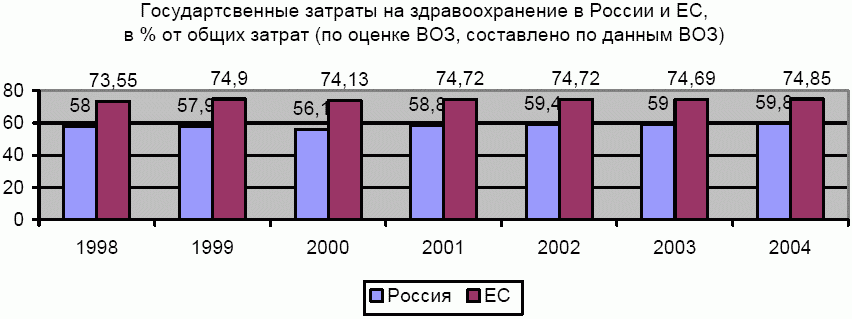 Государтсвенные затраты на здравоохранение в России и ЕС,
в % от общих затрат (по оценке ВОЗ, составлено по данным ВОЗ)
73,55 74,9 74,13 74,72 74,72 74,69 74,85
80
58 57,9 56,1 58,8 59,4 59 59,8
60
40
20
0
1998 1999 2000 2001 2002 2003 2004
Россия ЕС